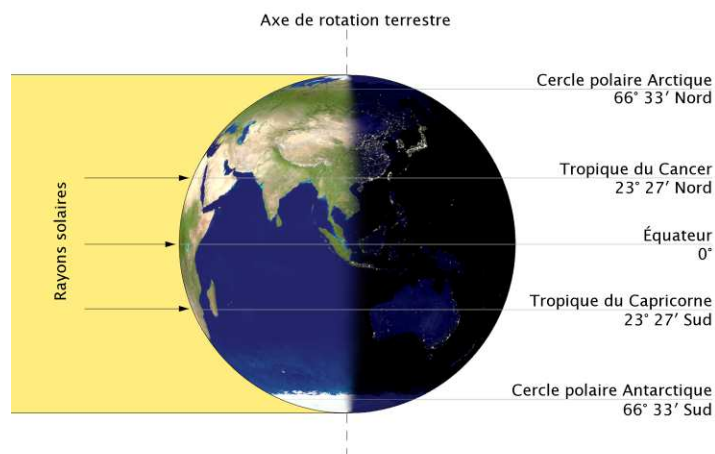 Axe de rotation terrestre
Cercle polaire Arctique
66° 33′ Nord
Tropique du Cancer
23° 27′ Nord
Rayons solaires
Équateur
0°
Tropique du Capricorne
23° 27′ Sud
Cercle polaire Antarctique
66° 33′ Sud